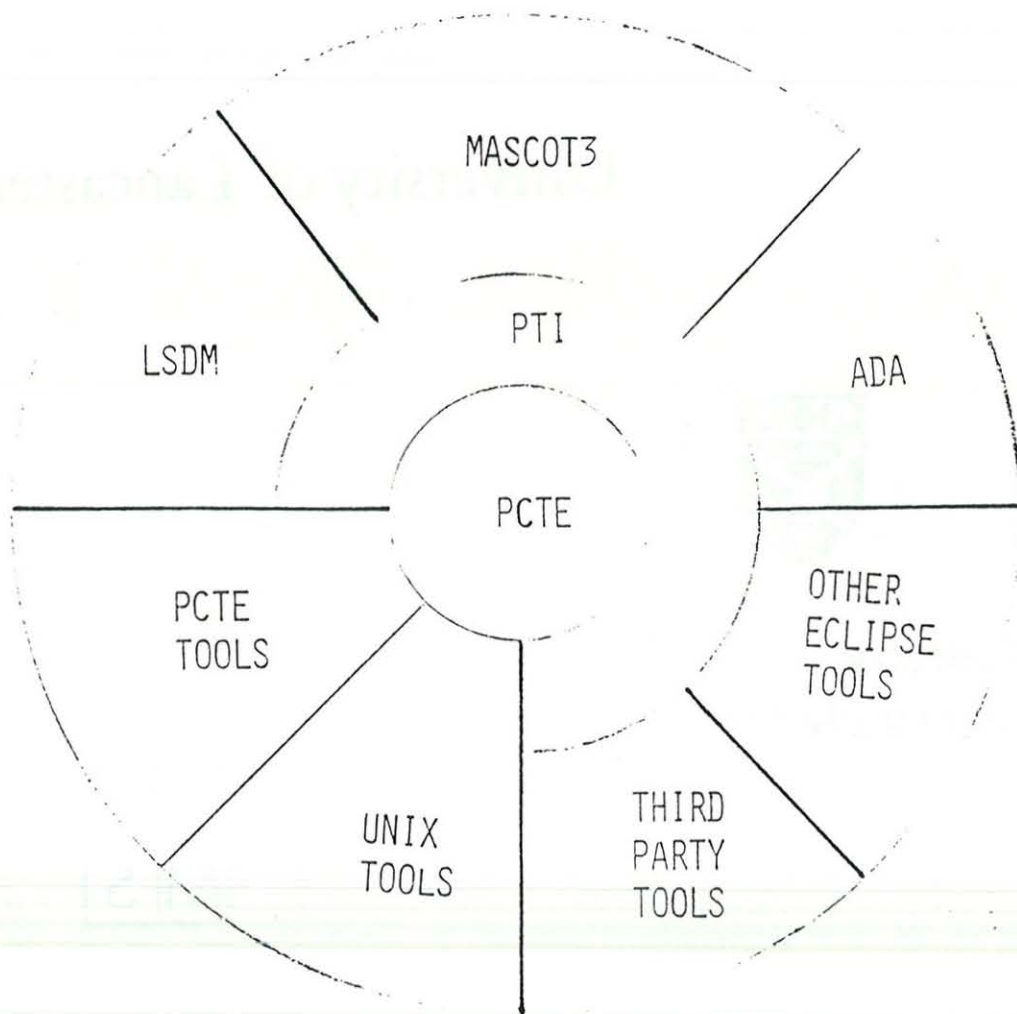 MASCOT3
PTI
LSDM
ADA
PCTE
OTHER
ECLIPSE
TOOLS
PCTE
TOOLS
THIRD
PARTY
TOOLS
UNIX
TOOLS